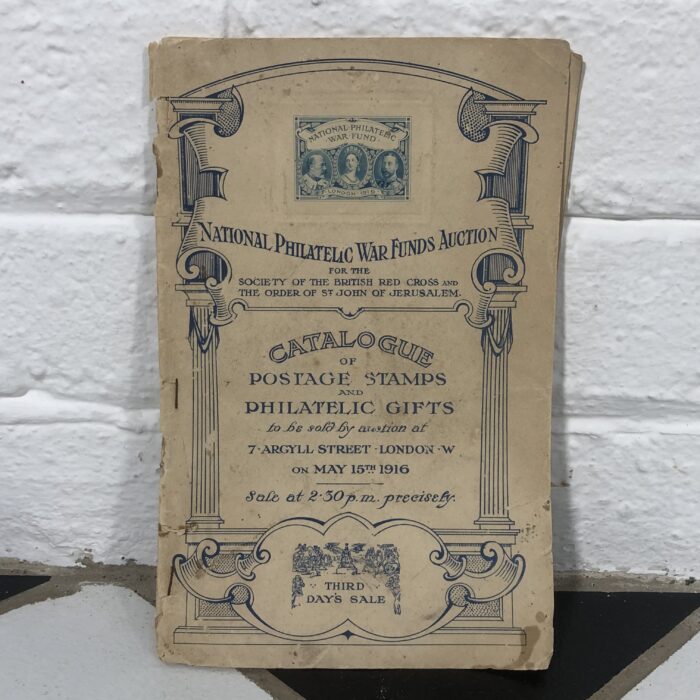 NATIONAL·PHILATELIC
WAR·FUND·
LONDON·1916
NATIONAL PHILATELIC WAR FUNDS AUCTION
FOR THE
SOCIETY OF THE BRITISH RED CROSS AND
THE ORDER OF ST JOHN OF JERUSALEM.
CATALOGUE
OF
POSTAGE STAMPS
AND
PHILATELIC GIFTS
to be sold by auction at
7·ARGYLL STREET·LONDON·W
ON MAY 15TH 1916
Sale at 2·30 p.m. precisely.
THIRD
DAY'S SALE